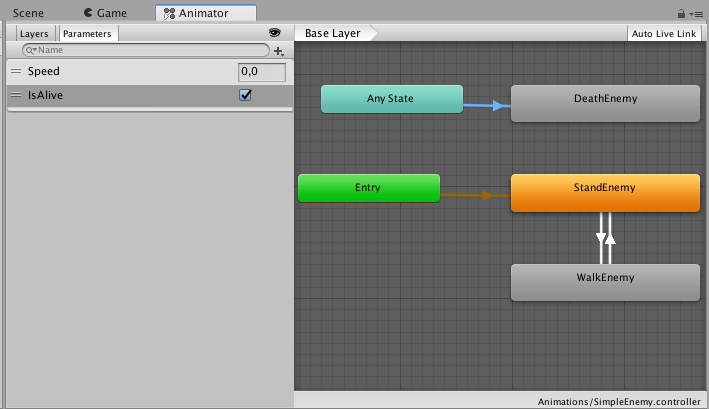 Scene Game Animator
Layers Parameters
Name
Speed 0,0
IsAlive
Base Layer Auto Live Link
Any State DeathEnemy
Entry StandEnemy
WalkEnemy
Animations/SimpleEnemy.controller